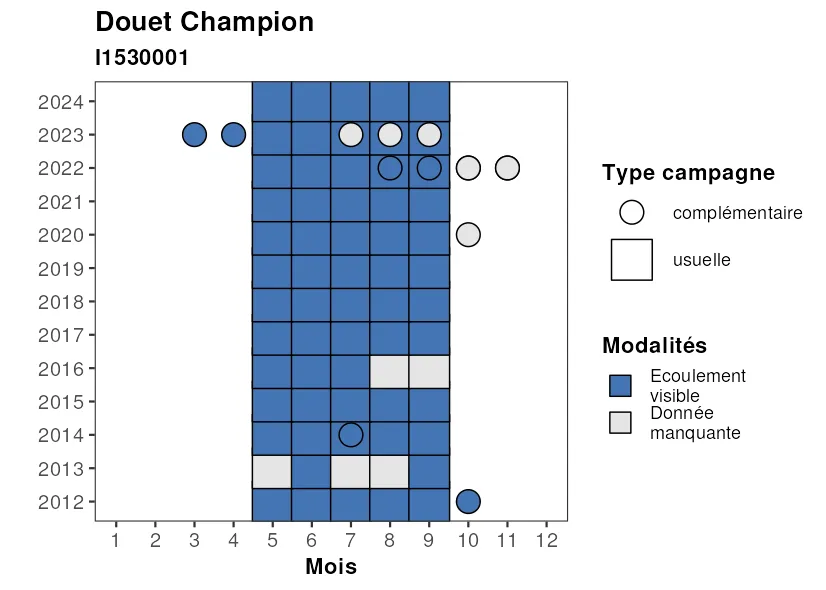 Douet Champion
I1530001
2024
2023
2022
2021
2020
2019
2018
2017
2016
2015
2014
2013
2012
1 2 3 4 5 6 7 8 9 10 11 12
Mois
Type campagne
complémentaire
usuelle
Modalités
Ecoulement
visible
Donnée
manquante